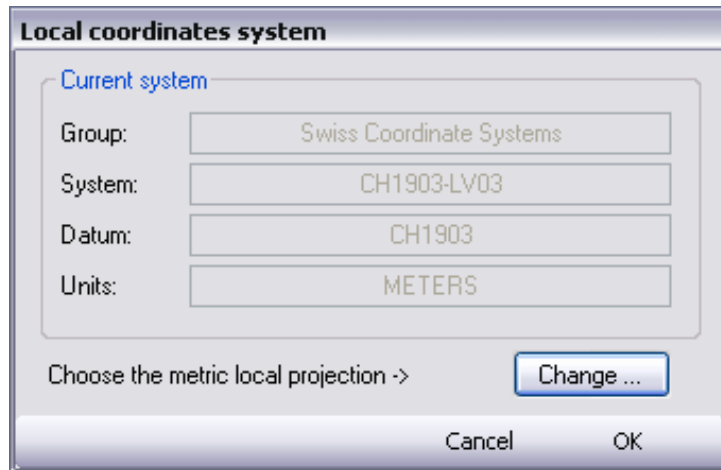 Local coordinates system
Current system
Group: Swiss Coordinate Systems
System: CH1903-LV03
Datum: CH1903
Units: METERS
Choose the metric local projection -> Change ...
Cancel OK